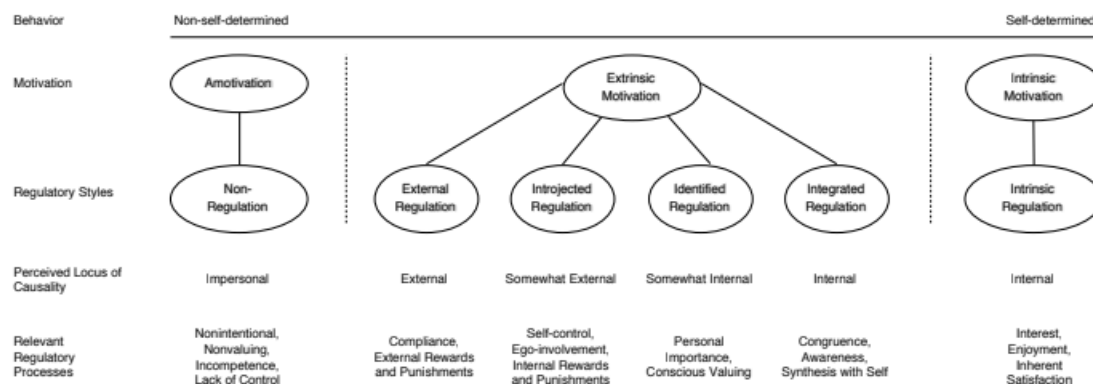 Behavior Non-self-determined Self-determined
Motivation
Amotivation
Extrinsic
Motivation
Intrinsic
Motivation
Regulatory Styles
Non-
Regulation
External
Regulation
Introjected
Regulation
Identified
Regulation
Integrated
Regulation
Intrinsic
Regulation
Perceived Locus of
Causality
Impersonal
External
Somewhat External
Somewhat Internal
Internal
Internal
Relevant
Regulatory
Processes
Nonintentional,
Nonvaluing,
Incompetence,
Lack of Control
Compliance,
External Rewards
and Punishments
Self-control,
Ego-involvement,
Internal Rewards
and Punishments
Personal
Importance,
Conscious Valuing
Congruence,
Awareness,
Synthesis with Self
Interest,
Enjoyment,
Inherent
Satisfaction